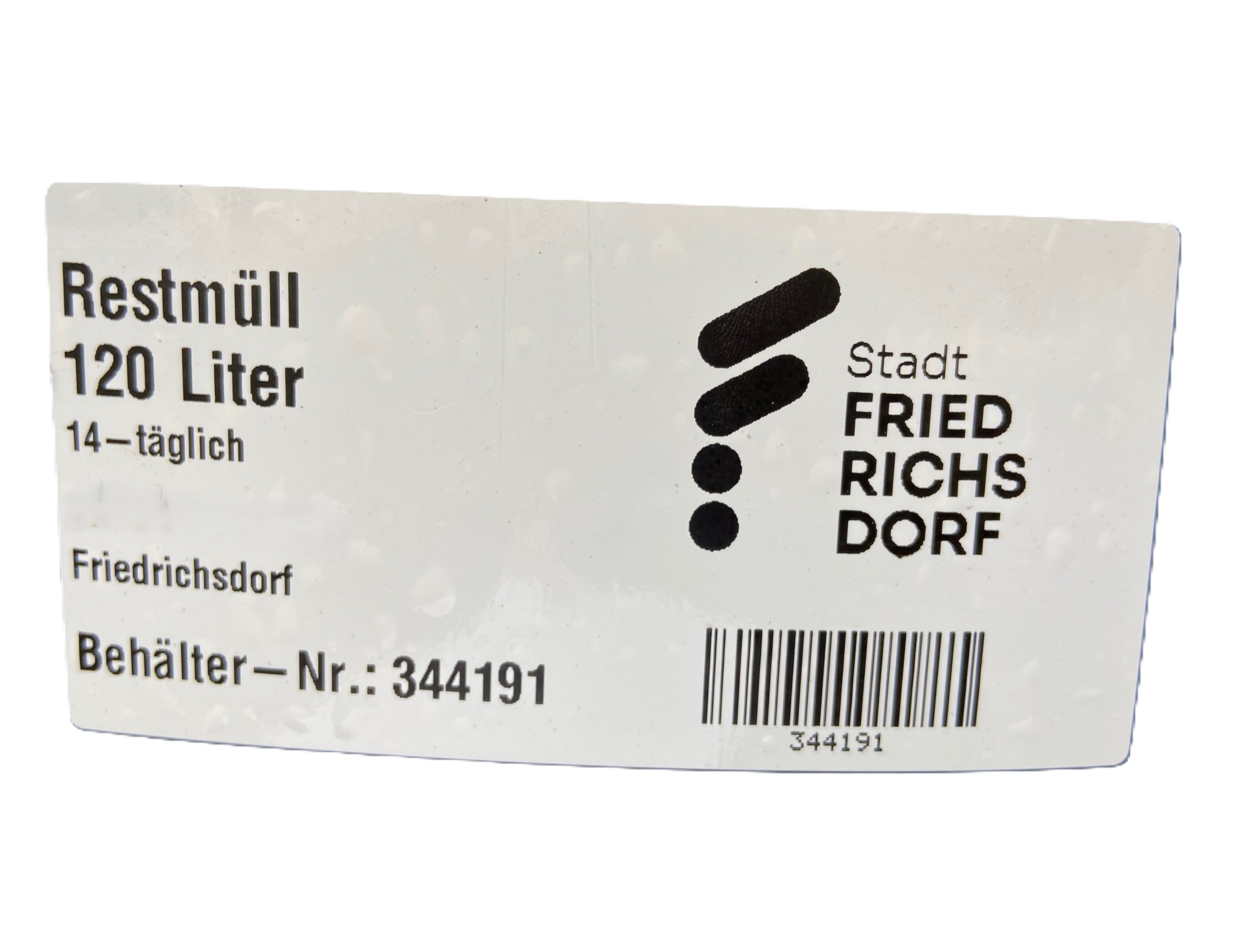 Restmüll
120 Liter
14–täglich
Friedrichsdorf
Behälter–Nr.: 344191
Stadt
FRIED
RICHS
DORF
344191